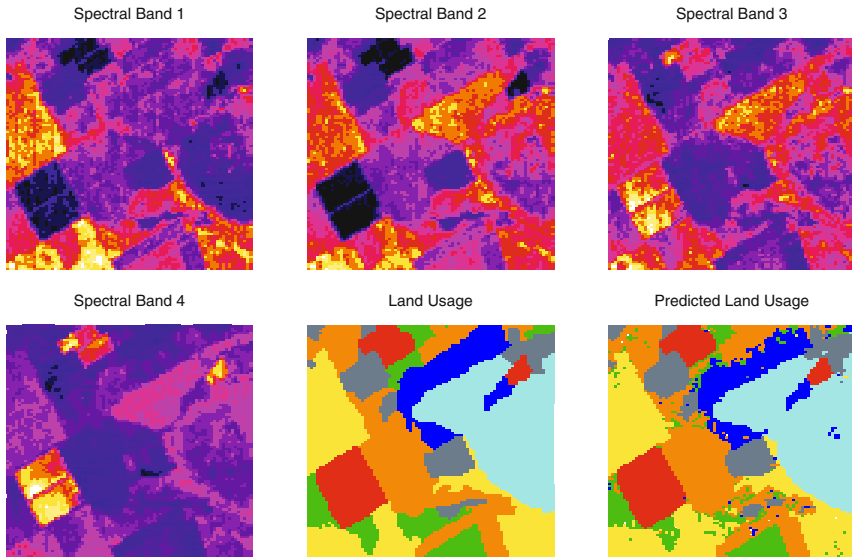 Spectral Band 1
Spectral Band 2
Spectral Band 3
Spectral Band 4
Land Usage
Predicted Land Usage